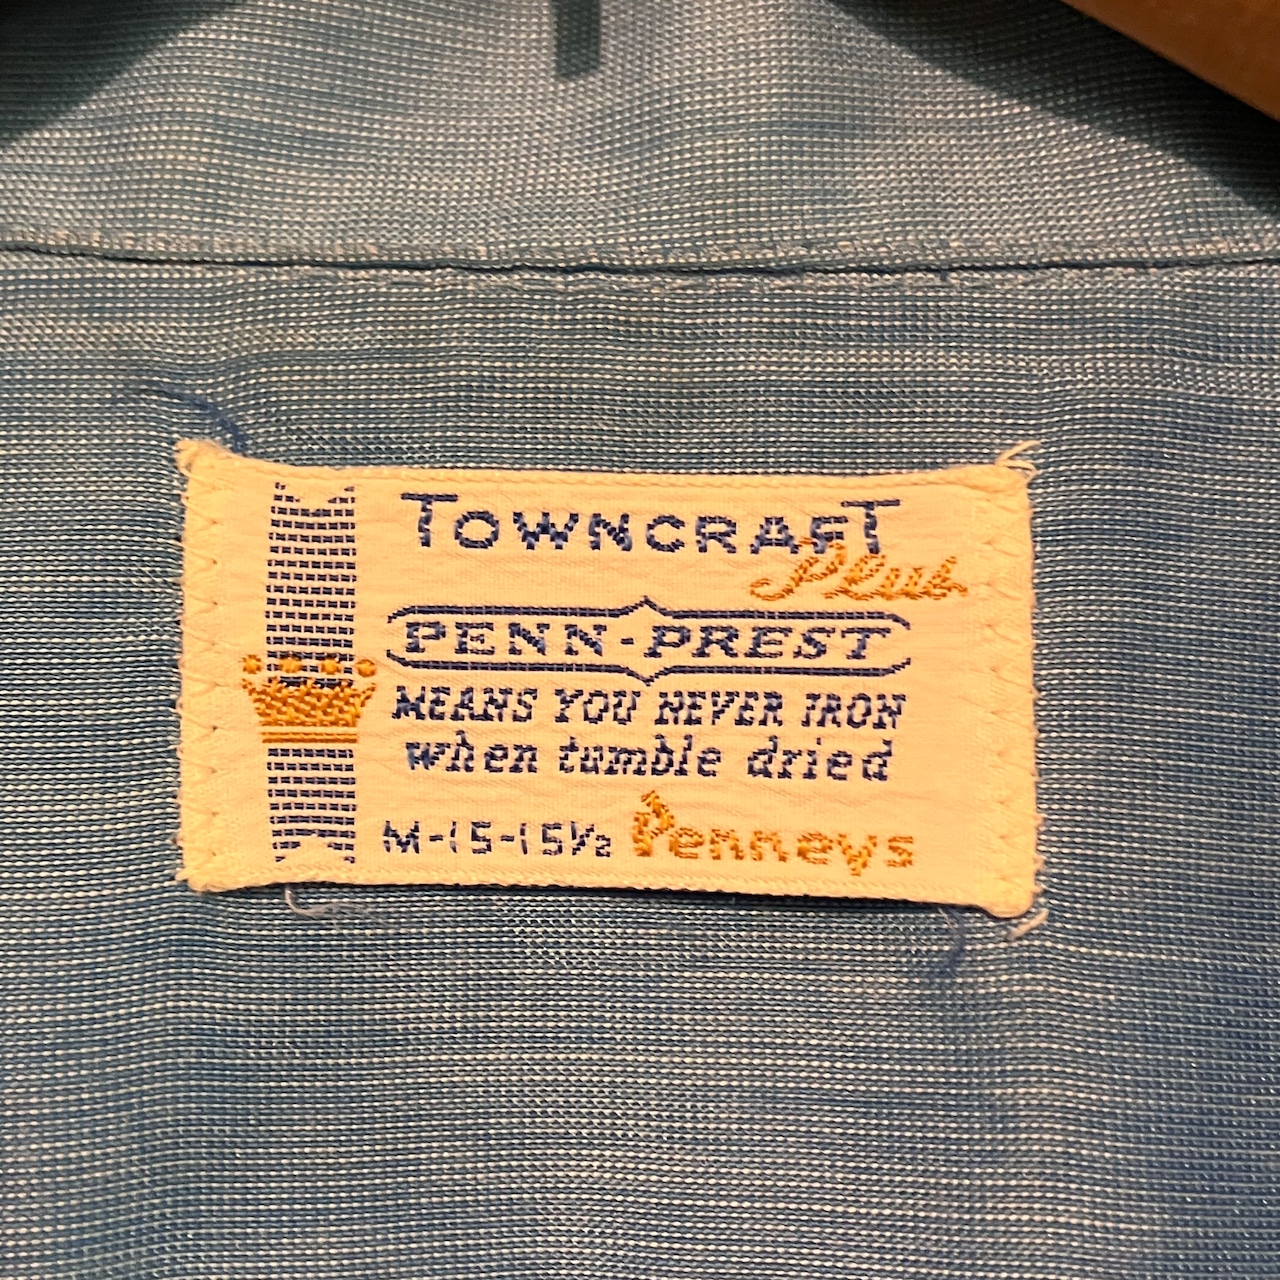 TOWNCRAFT
Plus
PENN-PREST
MEANS YOU NEVER IRON
when tumble dried
M-15-15½ Penneys